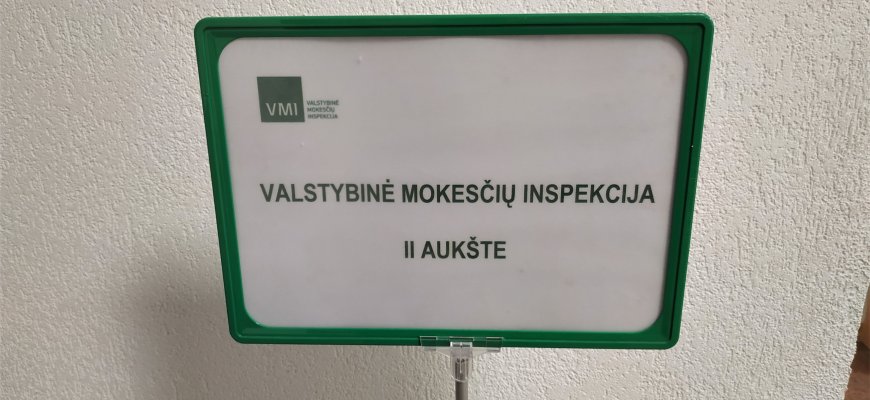 VMI
VALSTYBINĖ
MOKESČIŲ
INSPEKCIJA
VALSTYBINĖ MOKESČIŲ INSPEKCIJA
II AUKŠTE